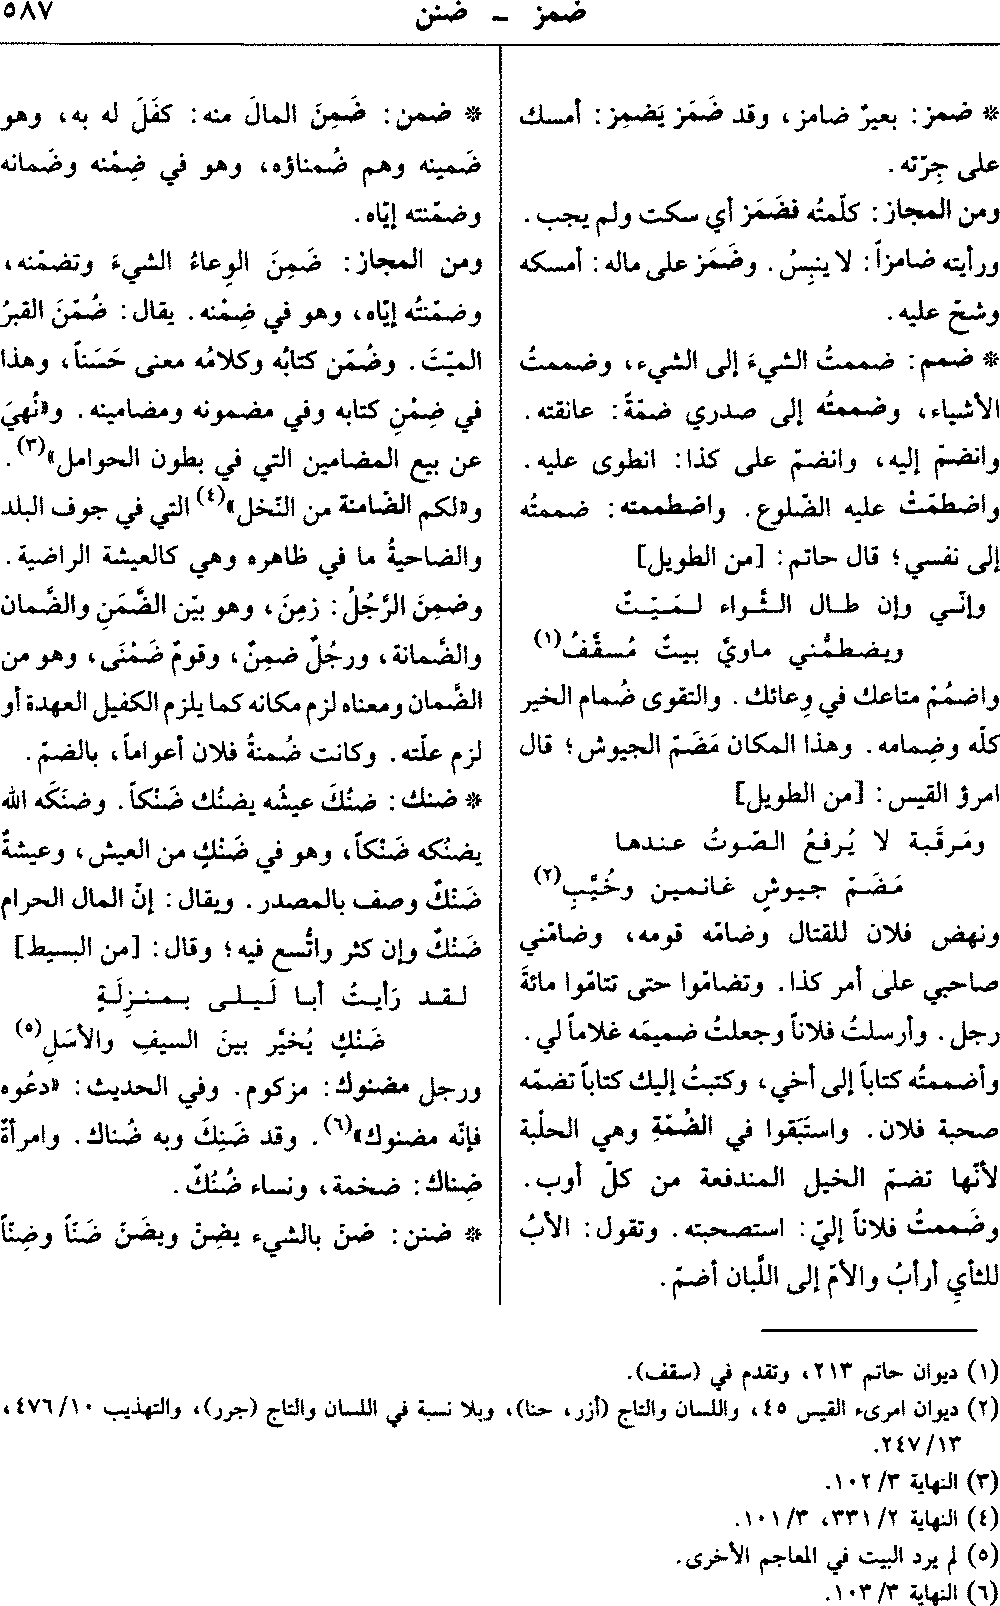 ضمز - ضنن
٥٨٧
* ضمز: بعيرٌ ضامز، وقد ضَمَز يَضمِز: أمسك
على جِرّته.
ومن المجاز: كلّمتُه فضَمَز أي سكت ولم يجب.
ورأيته ضامزاً: لا ينبِسُ. وضَمَز على ماله: أمسكه
وشحّ عليه.
* ضمم: ضممتُ الشيءَ إلى الشيء، وضممتُ
الأشياء، وضممتُه إلى صدري ضمّةً: عانقته.
وانضمّ إليه، وانضمّ على كذا: انطوى عليه.
واضطمّتْ عليه الضّلوع. واضطممته: ضممتُه
إلى نفسي؛ قال حاتم: [من الطويل]
وإنّي وإن طال الثَّواء لمَيّتٌ
ويضطمُّني ماويَّ بيتٌ مُسقَّفُ(١)
واضمُمْ متاعك في وِعائك. والتقوى ضُمام الخير
كلّه وضِمامه. وهذا المكان مَضَمّ الجيوش؛ قال
امرؤ القيس: [من الطويل]
ومَرقَبة لا يُرفعُ الصّوتُ عندها
مَضَمّ جيوشٍ غانمين وخُيَّبِ(٢)
ونهض فلان للقتال وضامّه قومه، وضامّني
صاحبي على أمر كذا. وتضامّوا حتى تتامّوا مائةَ
رجل. وأرسلتُ فلاناً وجعلتُ ضميمَه غلاماً لي.
وأضممتُه كتاباً إلى أخي، وكتبتُ إليك كتاباً تضمّه
صحبة فلان. واستَبَقوا في الضُمّةِ وهي الحلْبة
لأنّها تضمّ الخيل المندفعة من كلّ أوب.
وضَممتُ فلاناً إليّ: استصحبته. وتقول: الأبُ
للثأيِ أرأبُ والأمّ إلى اللَّبان أضمّ.
* ضمن: ضَمِنَ المالَ منه: كفَلَ له به، وهو
ضَمينه وهم ضُمناؤه، وهو في ضِمْنه وضَمانه
وضمّنته إيّاه.
ومن المجاز: ضَمِنَ الوِعاءُ الشيءَ وتضمّنه،
وضمّنتُه إيّاه، وهو في ضِمْنه. يقال: ضُمّنَ القبرُ
الميّتَ. وضُمّن كتابُه وكلامُه معنى حَسَناً، وهذا
في ضِمْنِ كتابه وفي مضمونه ومضامينه. و«نُهيَ
عن بيع المضامين التي في بطون الحوامل»(٣).
و«لكم الضّامنة من النّخل»(٤) التي في جوف البلد
والضاحيةُ ما في ظاهره وهي كالعيشة الراضية.
وضمِنَ الرَّجُلُ: زمِنَ، وهو بيّن الضَّمَنِ والضَّمان
والضَّمانة، ورجُلٌ ضمِنٌ، وقومٌ ضَمْنَى، وهو من
الضَّمان ومعناه لزم مكانه كما يلزم الكفيل العهدة أو
لزم علّته. وكانت ضُمنةُ فلان أعواماً، بالضمّ.
* ضنك: ضنُكَ عيشُه يضنُك ضَنْكاً. وضنَكَه الله
يضنُكه ضَنْكاً، وهو في ضَنْكٍ من العيش، وعيشةٌ
ضَنْكٌ وصف بالمصدر. ويقال: إنّ المال الحرام
ضَنْكٌ وإن كثر واتُّسع فيه؛ وقال: [من البسيط]
لقد رَأيتُ أبا لَيلى بمنزِلَةٍ
ضَنْكٍ يُخيَّر بينَ السيفِ والأسَلِ(٥)
ورجل مضنوك: مزكوم. وفي الحديث: «دعُوه
فإنّه مضنوك»(٦). وقد ضَنِكَ وبه ضُناك. وامرأةٌ
ضِناك: ضخمة، ونساء ضُنُكٌ.
* ضنن: ضنّ بالشيء يضِنّ ويضَنّ ضَنّاً وضِنّاً
(١) ديوان حاتم ٢١٣، وتقدم في (سقف).
(٢) ديوان امرىء القيس ٤٥، واللسان والتاج (أزر، حنا)، وبلا نسبة في اللسان والتاج (جرر)، والتهذيب ١٠/ ٤٧٦،
١٣/ ٢٤٧.
(٣) النهاية ٣/ ١٠٢.
(٤) النهاية ٢/ ٣٣١، ٣/ ١٠١.
(٥) لم يرد البيت في المعاجم الأخرى.
(٦) النهاية ٣/ ١٠٣.